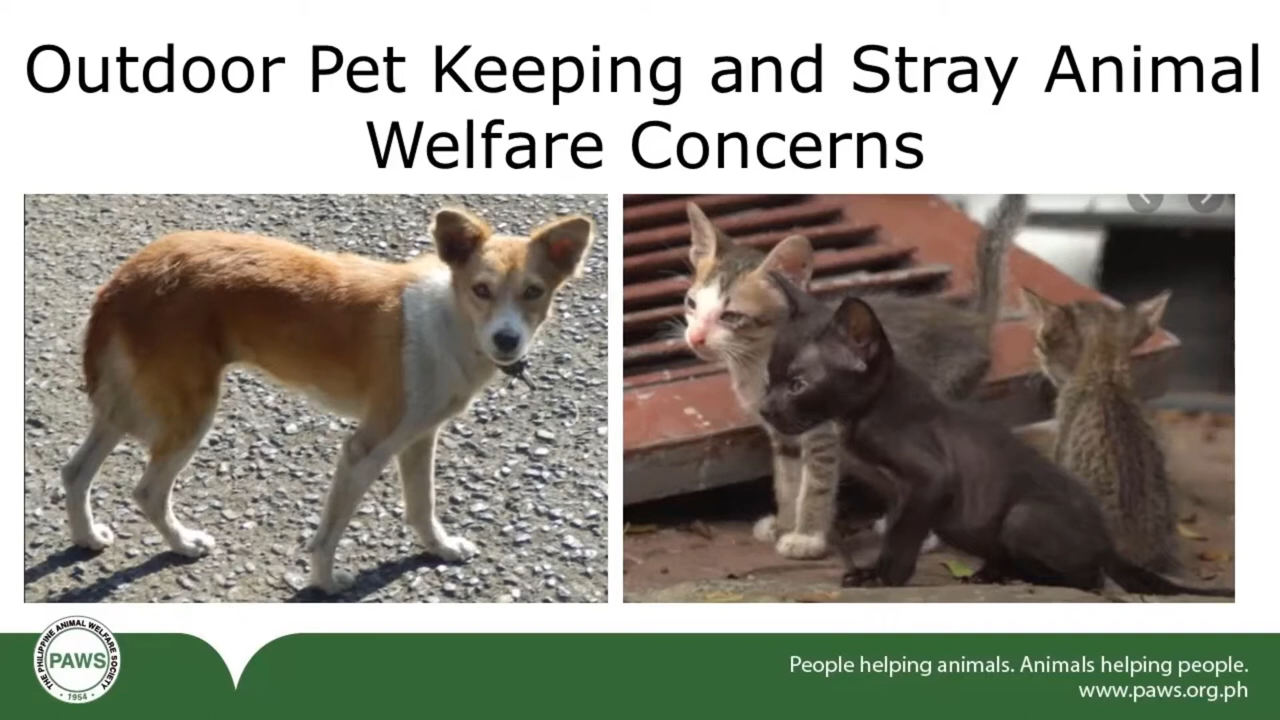 Outdoor Pet Keeping and Stray Animal
Welfare Concerns
THE PHILIPPINE ANIMAL WELFARE SOCIETY
PAWS
• 1954 •
People helping animals. Animals helping people.
www.paws.org.ph